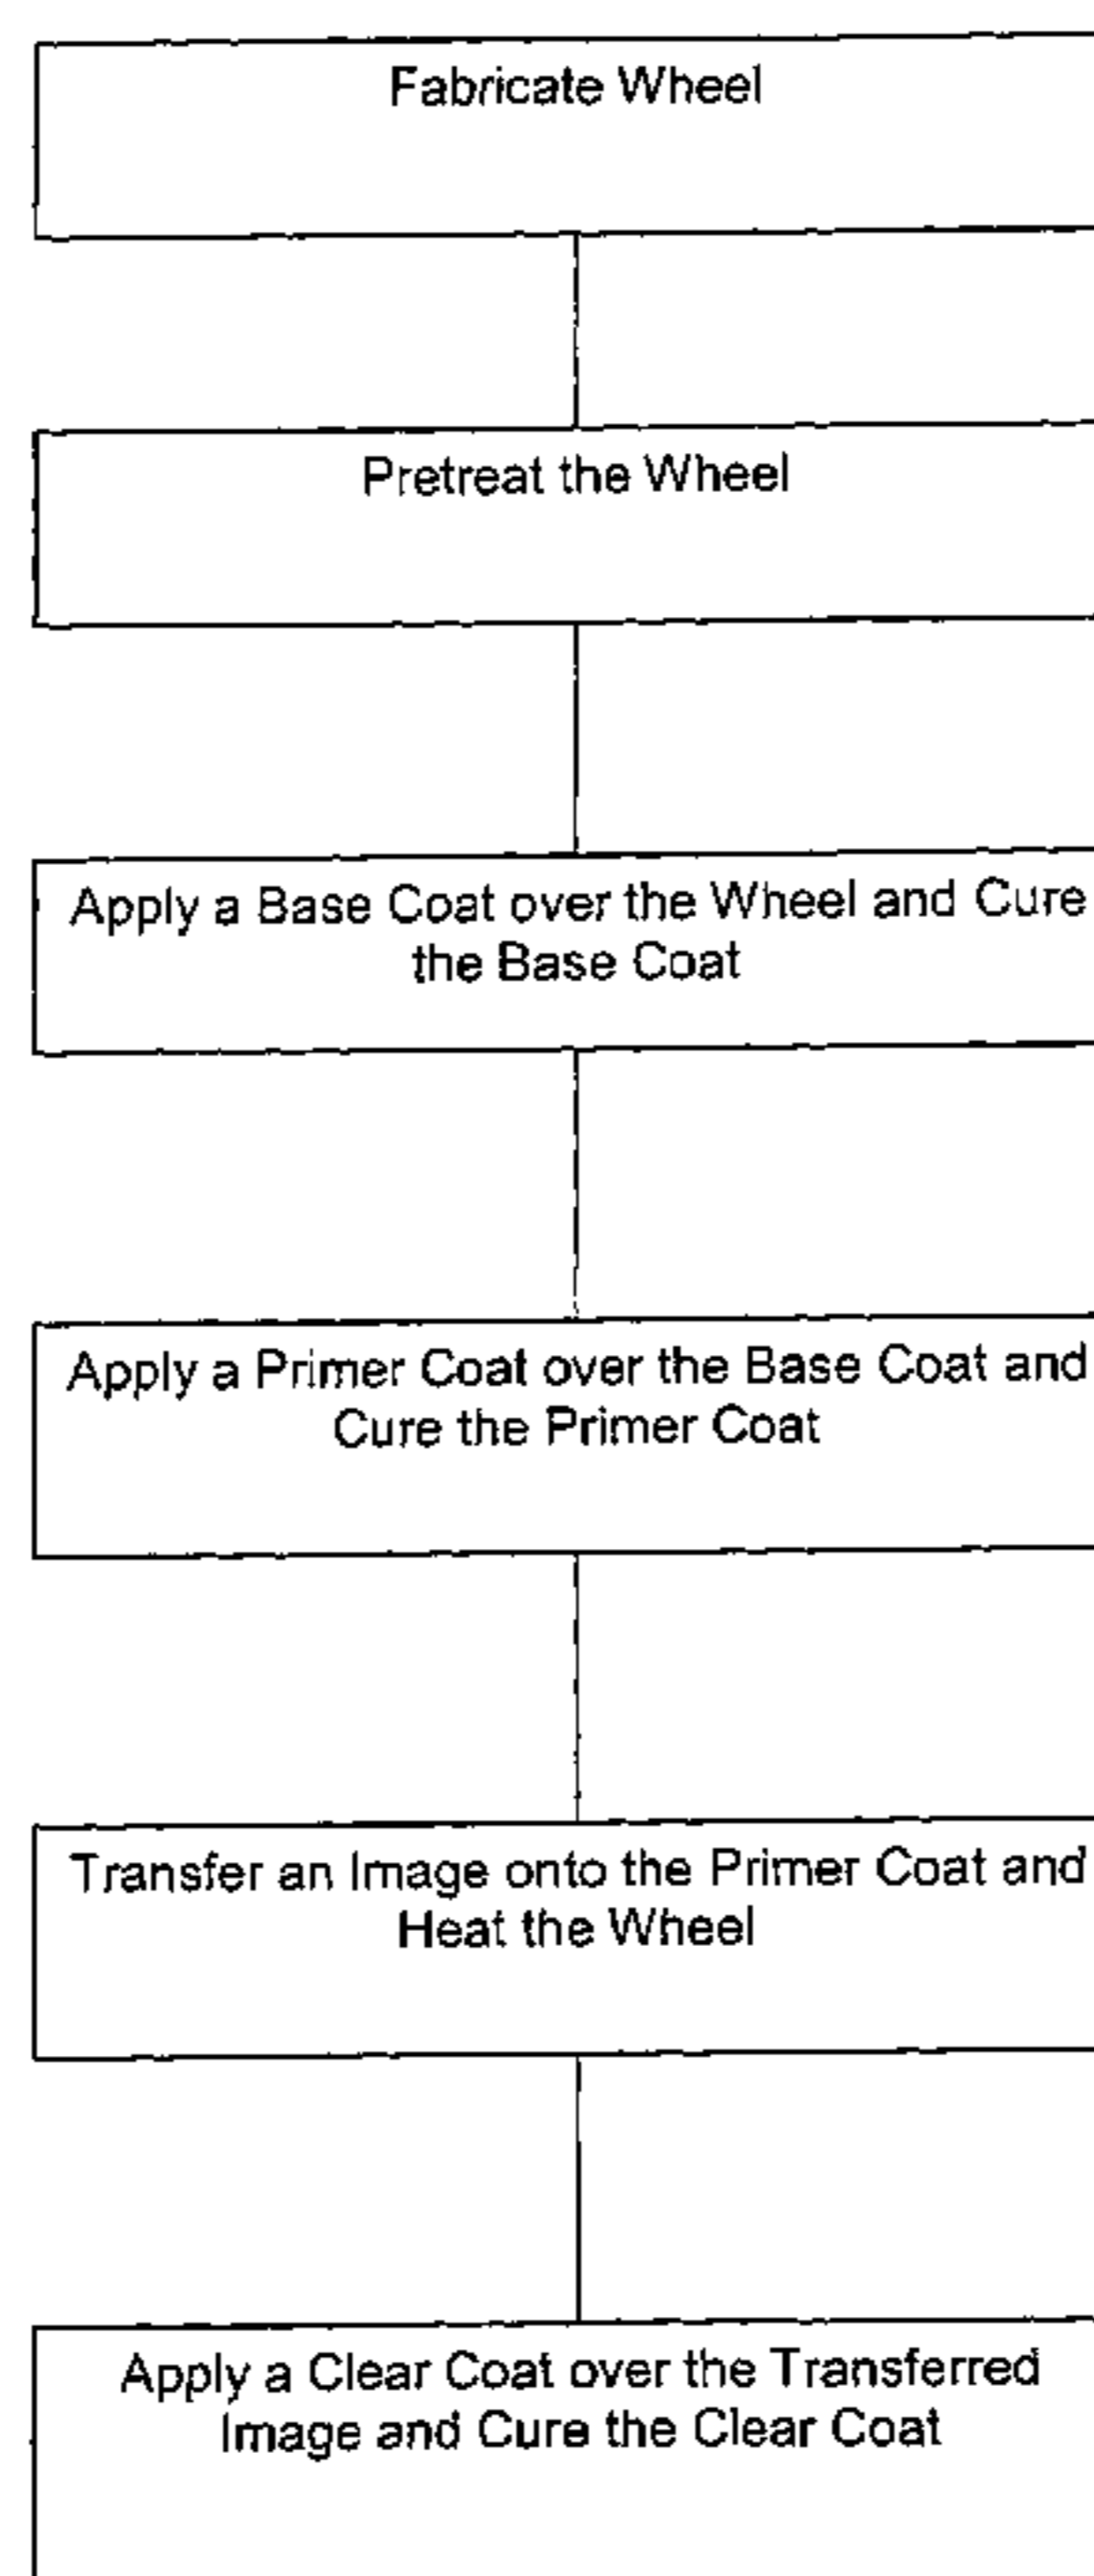 Fabricate Wheel
Pretreat the Wheel
Apply a Base Coat over the Wheel and Cure
the Base Coat
Apply a Primer Coat over the Base Coat and
Cure the Primer Coat
Transfer an Image onto the Primer Coat and
Heat the Wheel
Apply a Clear Coat over the Transferred
Image and Cure the Clear Coat